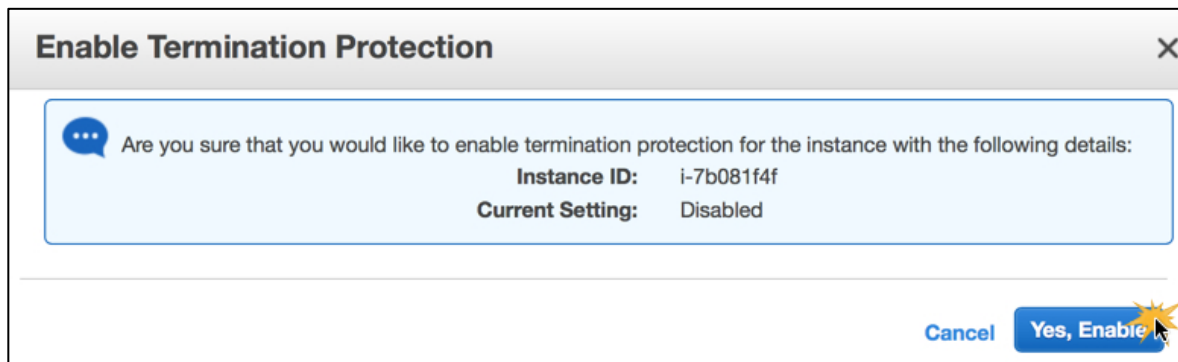 Enable Termination Protection
Are you sure that you would like to enable termination protection for the instance with the following details:
Instance ID: i-7b081f4f
Current Setting: Disabled
Cancel Yes, Enable